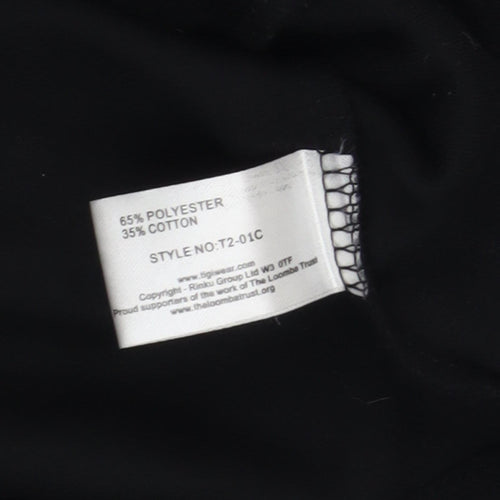 65% POLYESTER
35% COTTON
STYLE NO:T2-01C
www.tigiwear.com
Copyright - Rinku Group Ltd W3 0TF
Proud supporters of the work of The Loomba Trust
www.theloombatrust.org